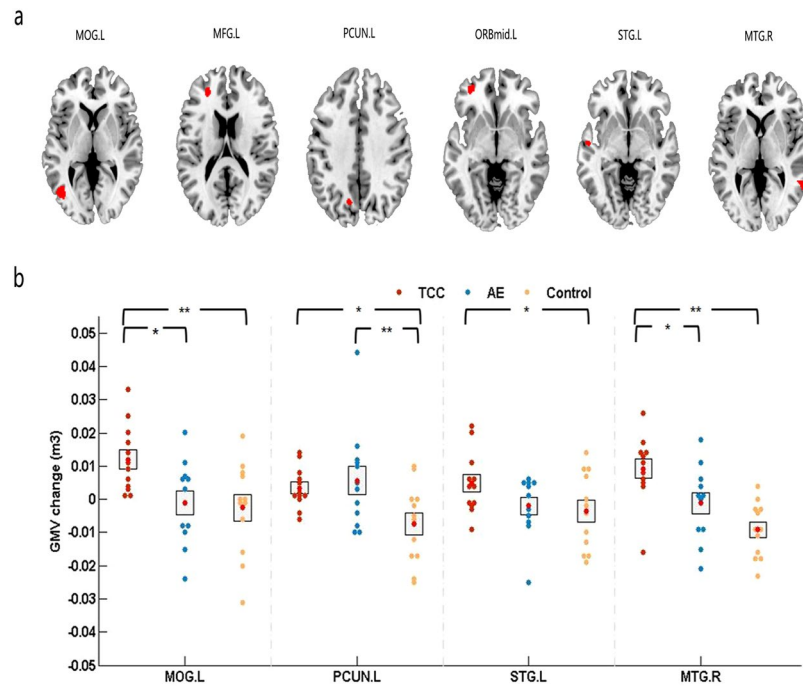 a
MOG.L MFG.L PCUN.L ORBmid.L STG.L MTG.R
b
TCC AE Control
** * * **
* ** *
0.05
0.04
0.03
0.02
0.01
0
-0.01
-0.02
-0.03
-0.04
-0.05
GMV change (m3)
MOG.L PCUN.L STG.L MTG.R